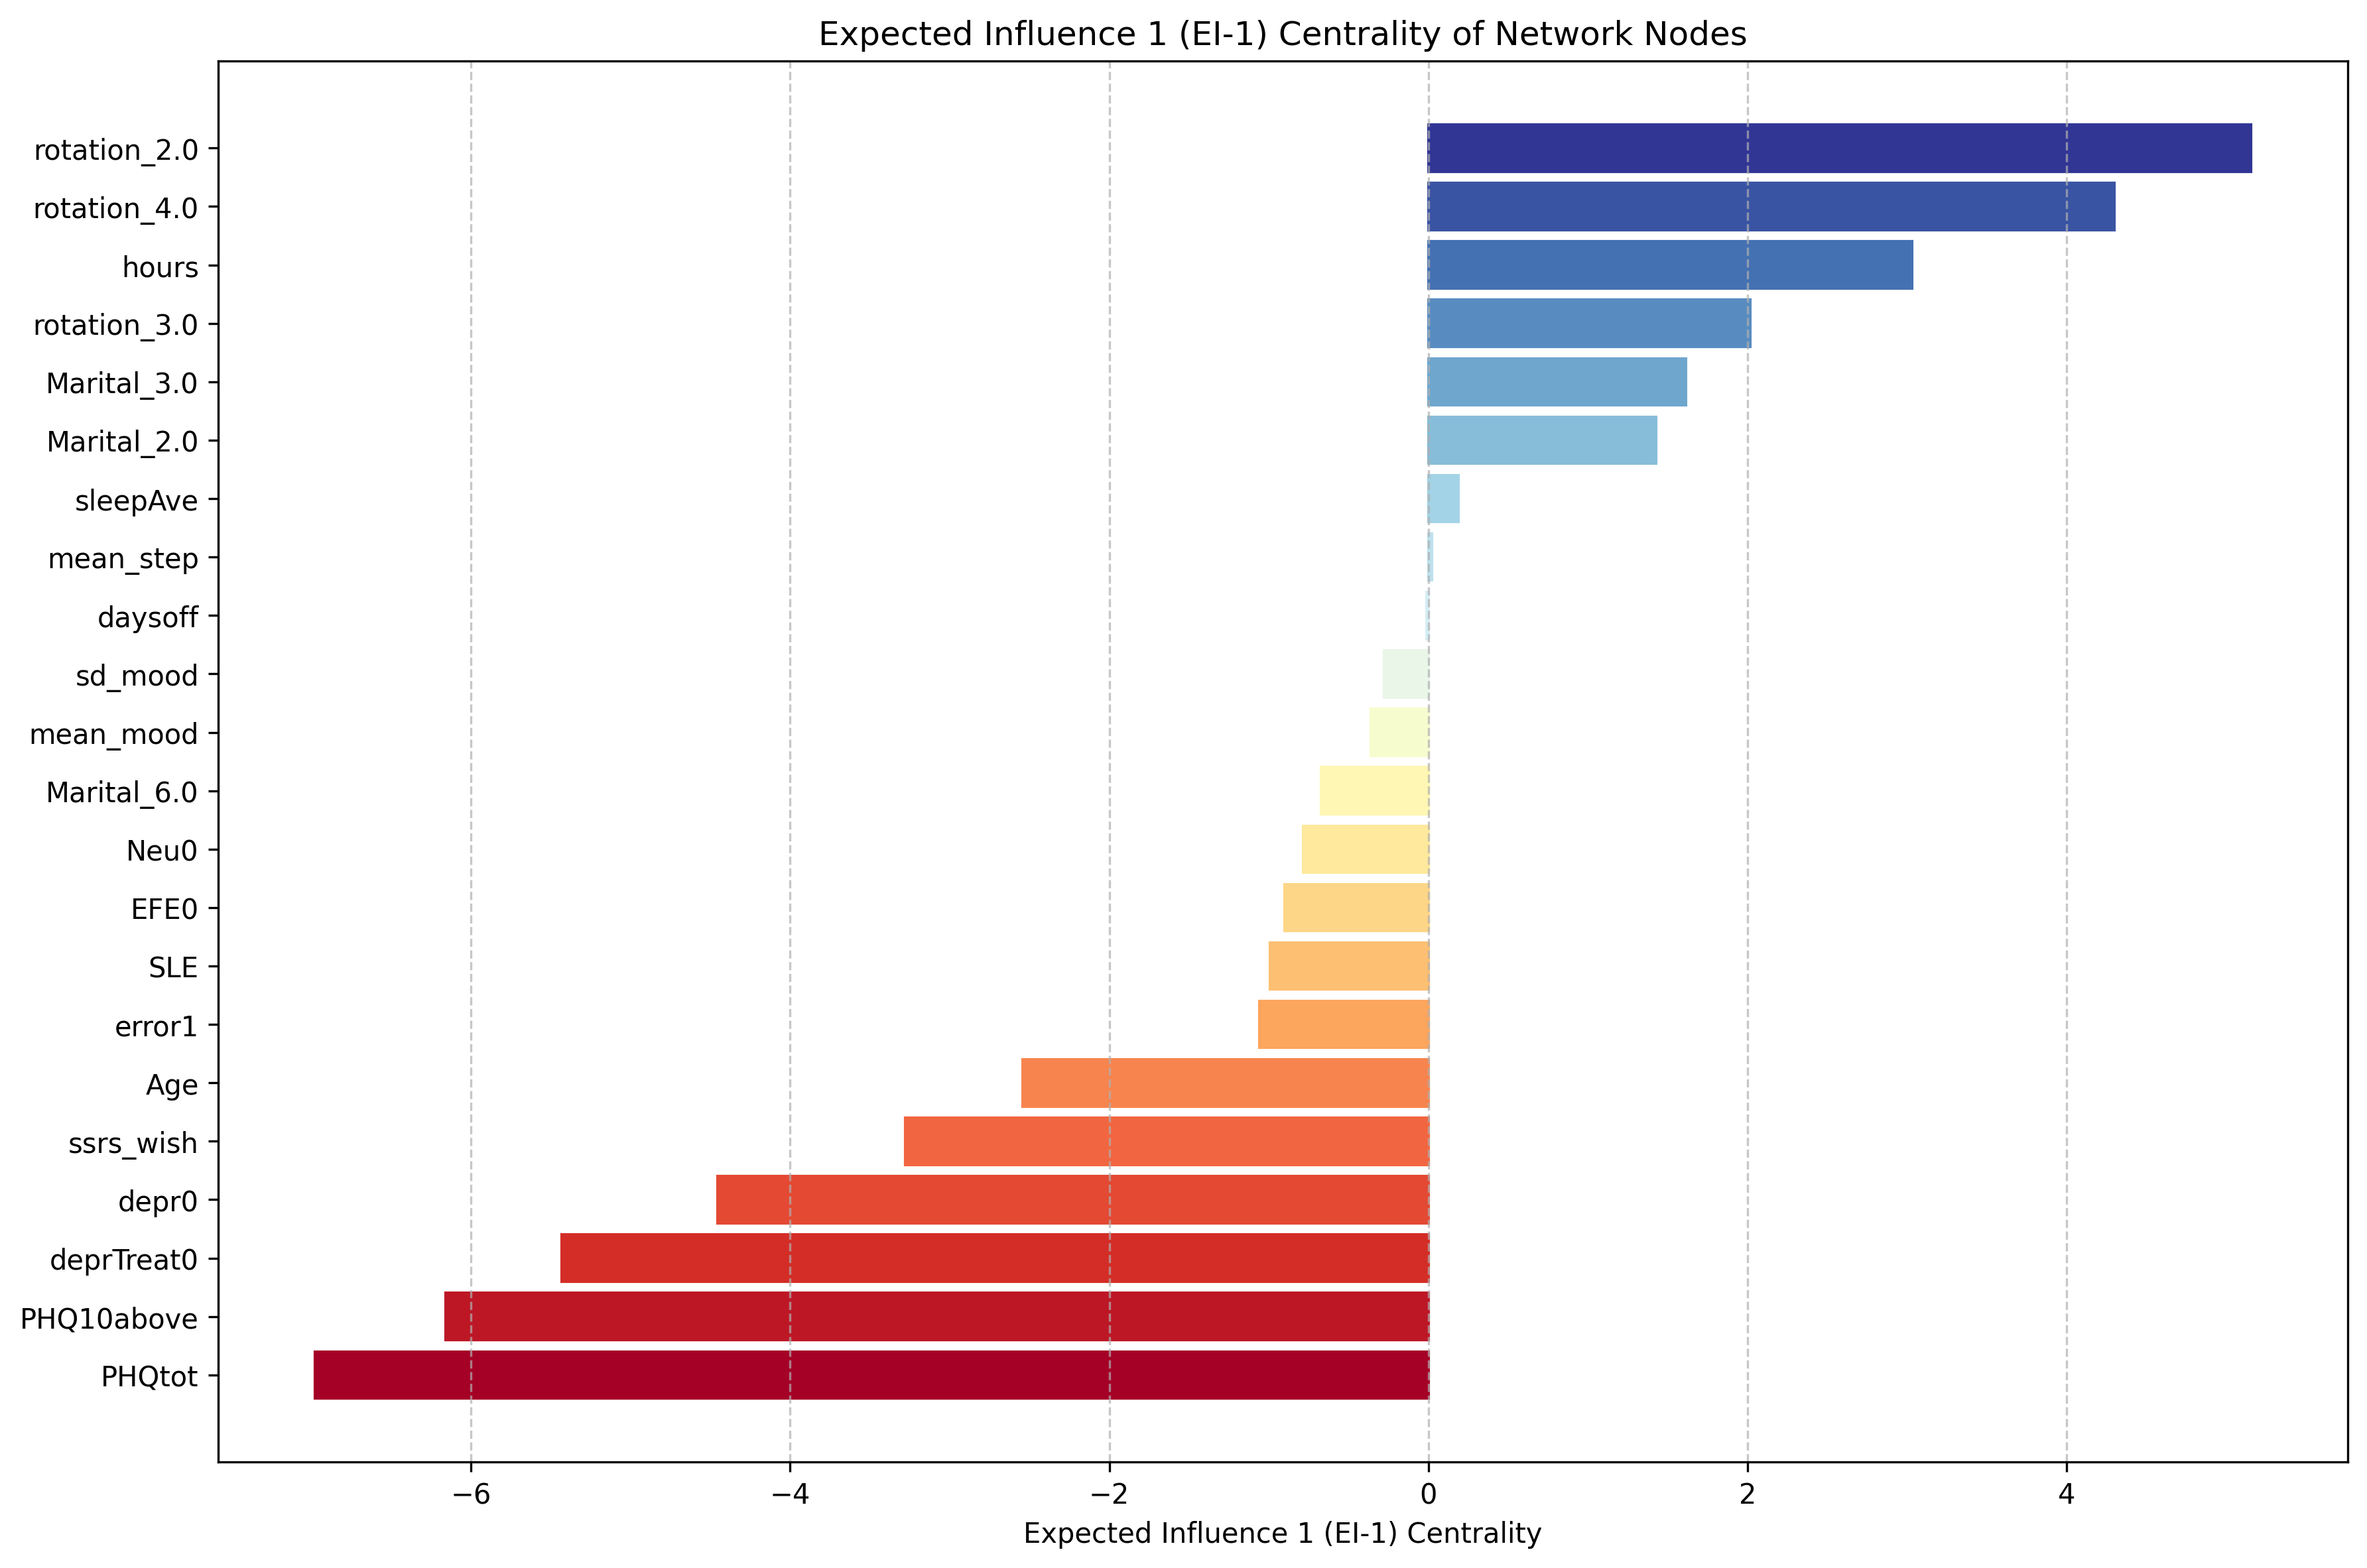 Expected Influence 1 (EI-1) Centrality of Network Nodes
rotation_2.0
rotation_4.0
hours
rotation_3.0
Marital_3.0
Marital_2.0
sleepAve
mean_step
daysoff
sd_mood
mean_mood
Marital_6.0
Neu0
EFE0
SLE
error1
Age
ssrs_wish
depr0
deprTreat0
PHQ10above
PHQtot
−6 −4 −2 0 2 4
Expected Influence 1 (EI-1) Centrality